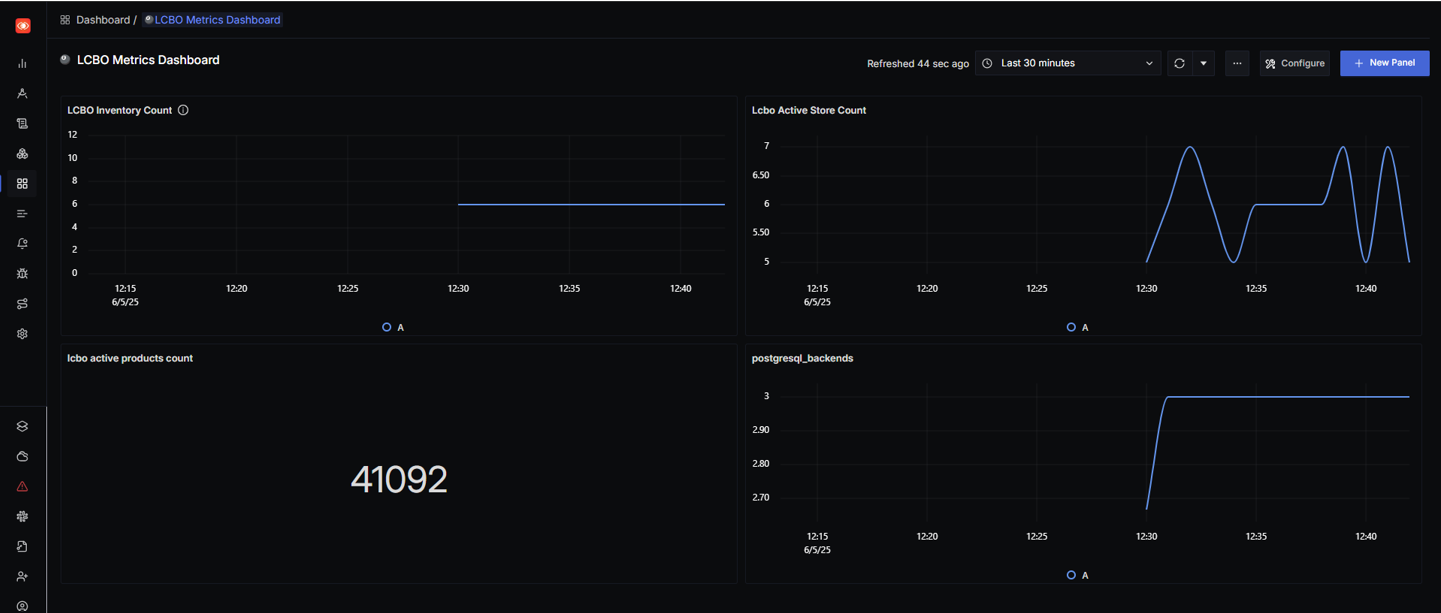 Dashboard / LCBO Metrics Dashboard
LCBO Metrics Dashboard
Refreshed 44 sec ago
Last 30 minutes
Configure
+ New Panel
LCBO Inventory Count
12
10
8
6
4
2
0
12:15 12:20 12:25 12:30 12:35 12:40
6/5/25
A
Lcbo Active Store Count
7
6.50
6
5.50
5
12:15 12:20 12:25 12:30 12:35 12:40
6/5/25
A
lcbo active products count
41092
postgresql_backends
3
2.90
2.80
2.70
12:15 12:20 12:25 12:30 12:35 12:40
6/5/25
A